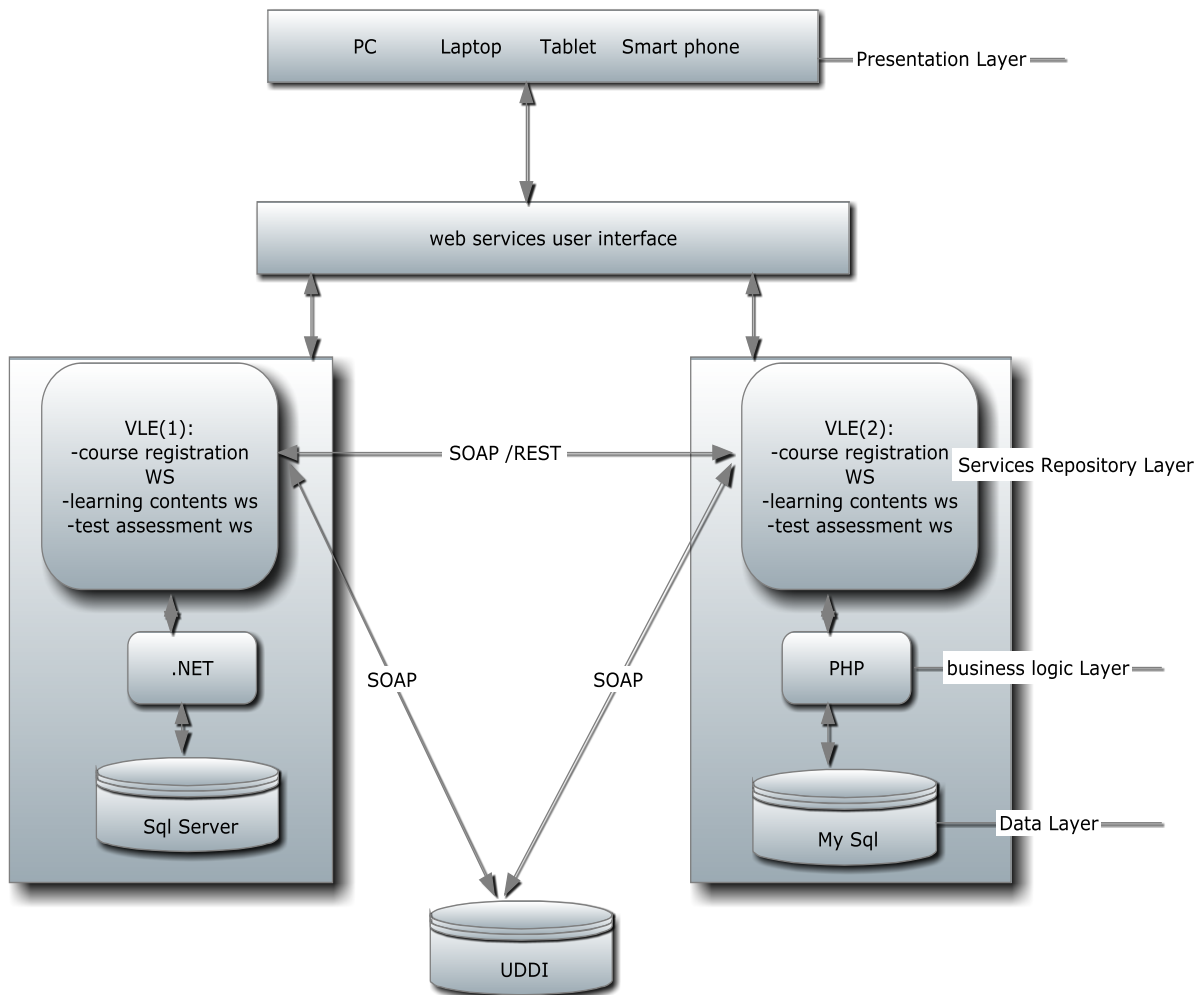 PC Laptop Tablet Smart phone
Presentation Layer
web services user interface
VLE(1):
-course registration
WS
-learning contents ws
-test assessment ws
SOAP /REST
VLE(2):
-course registration
WS
-learning contents ws
-test assessment ws
Services Repository Layer
.NET
SOAP
SOAP
PHP
business logic Layer
Sql Server
My Sql
Data Layer
UDDI